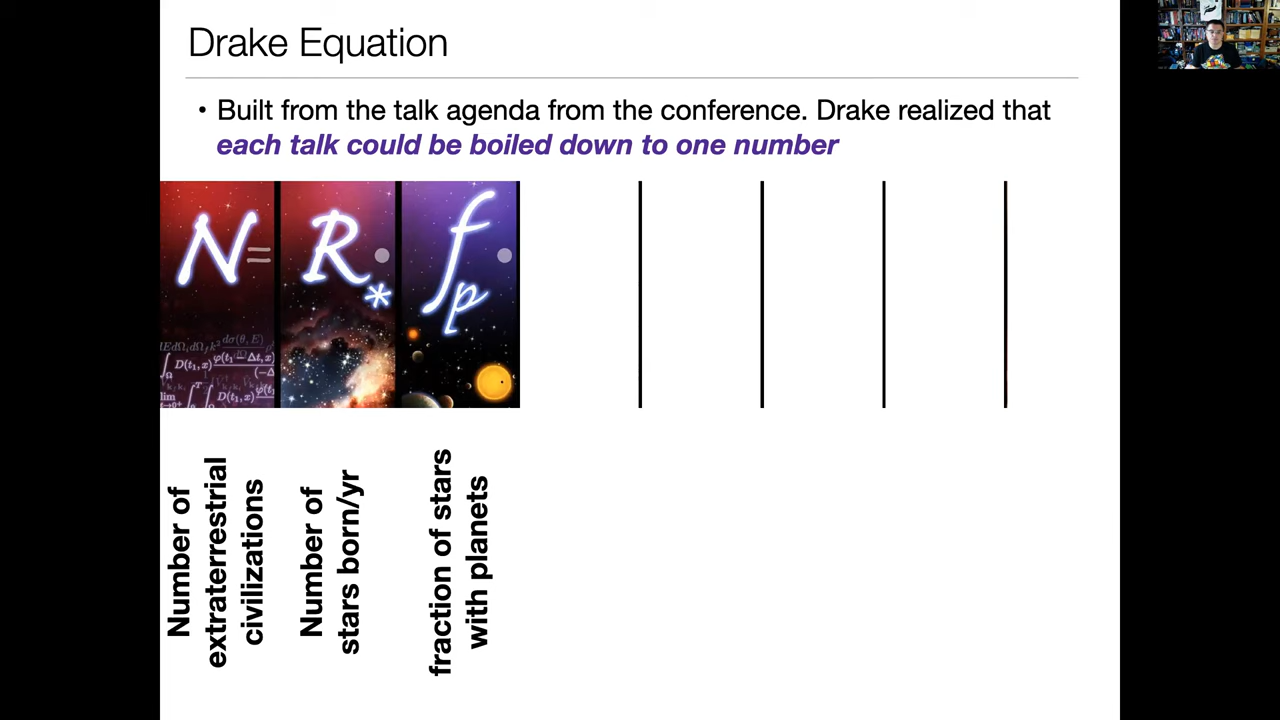 Drake Equation
• Built from the talk agenda from the conference. Drake realized that
each talk could be boiled down to one number
N=
R*
fp
Number of
extraterrestrial
civilizations
Number of
stars born/yr
fraction of stars
with planets